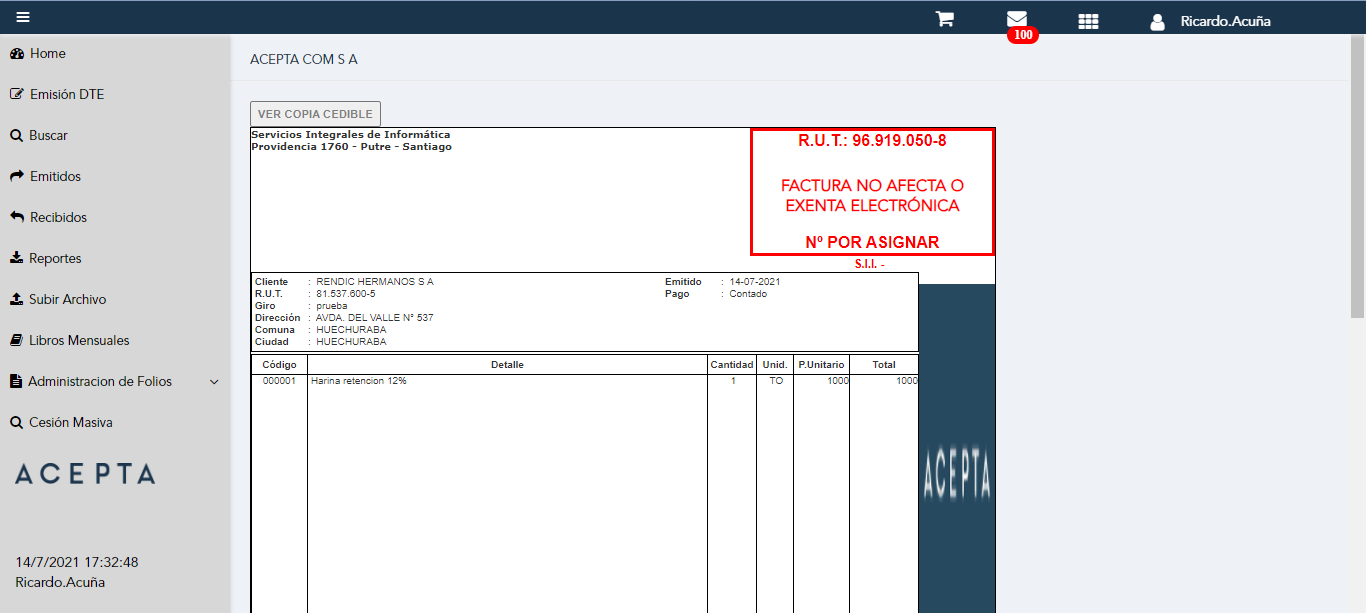 Ricardo.Acuña
100
Home
Emisión DTE
Buscar
Emitidos
Recibidos
Reportes
Subir Archivo
Libros Mensuales
Administracion de Folios
Cesión Masiva
ACEPTA
14/7/2021 17:32:48
Ricardo.Acuña
ACEPTA COM S A
VER COPIA CEDIBLE
Servicios Integrales de Informática
Providencia 1760 - Putre - Santiago
R.U.T.: 96.919.050-8
FACTURA NO AFECTA O
EXENTA ELECTRÓNICA
Nº POR ASIGNAR
S.I.I. -
Cliente : RENDIC HERMANOS S A Emitido : 14-07-2021
R.U.T. : 81.537.600-5 Pago : Contado
Giro : prueba
Dirección : AVDA. DEL VALLE N° 537
Comuna : HUECHURABA
Ciudad : HUECHURABA
Código Detalle Cantidad Unid. P.Unitario Total
000001 Harina retencion 12% 1 TO 1000 1000
ACEPTA